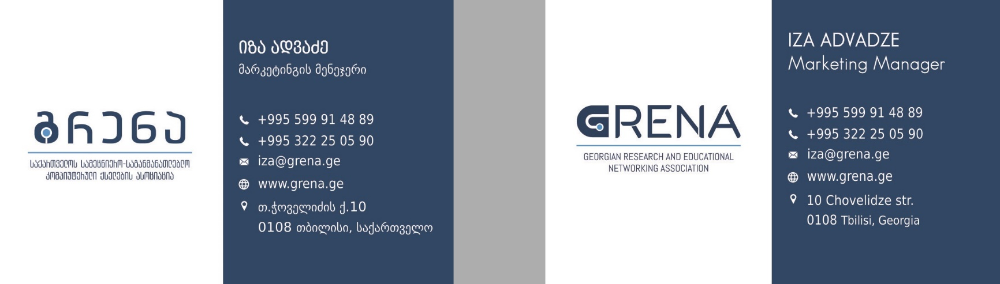 გრენა
საქართველოს სამეცნიერო-საგანმანათლებლო
კომპიუტერული ქსელების ასოციაცია
იზა ადვაძე
მარკეტინგის მენეჯერი
+995 599 91 48 89
+995 322 25 05 90
iza@grena.ge
www.grena.ge
თ.ჭოველიძის ქ.10
0108 თბილისი, საქართველო
GRENA
GEORGIAN RESEARCH AND EDUCATIONAL
NETWORKING ASSOCIATION
IZA ADVADZE
Marketing Manager
+995 599 91 48 89
+995 322 25 05 90
iza@grena.ge
www.grena.ge
10 Chovelidze str.
0108 Tbilisi, Georgia